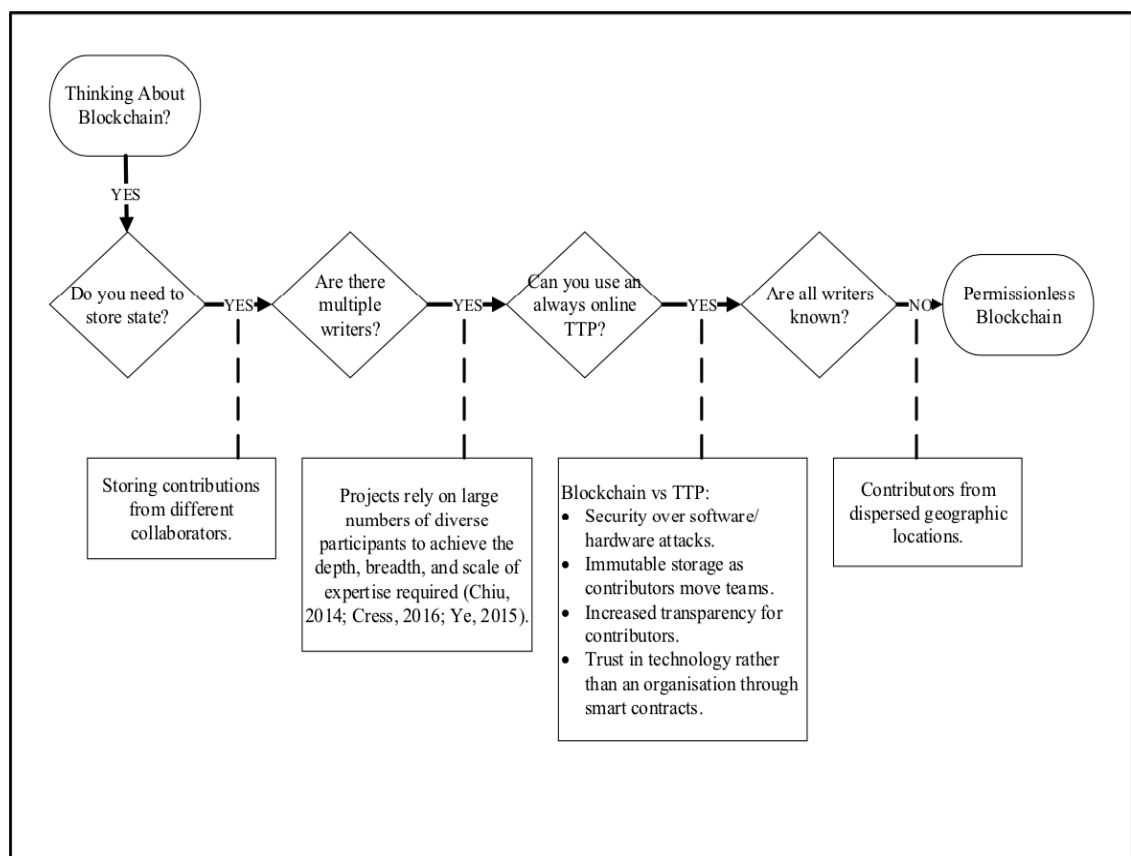 Thinking About
Blockchain?
YES
Do you need to
store state?
YES
Are there
multiple
writers?
YES
Can you use an
always online
TTP?
YES
Are all writers
known?
NO
Permissionless
Blockchain
Storing contributions
from different
collaborators.
Projects rely on large
numbers of diverse
participants to achieve the
depth, breadth, and scale of
expertise required (Chiu,
2014; Cress, 2016; Ye, 2015).
Blockchain vs TTP:
• Security over software/
hardware attacks.
• Immutable storage as
contributors move teams.
• Increased transparency for
contributors.
• Trust in technology rather
than an organisation through
smart contracts.
Contributors from
dispersed geographic
locations.